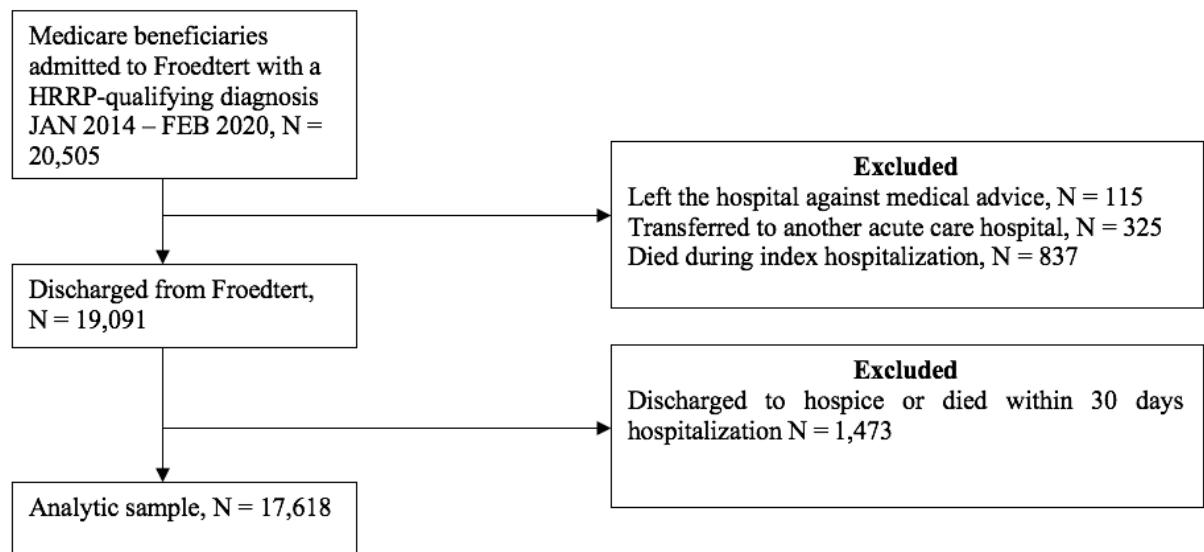 Medicare beneficiaries
admitted to Froedtert with a
HRRP-qualifying diagnosis
JAN 2014 – FEB 2020, N =
20,505
Excluded
Left the hospital against medical advice, N = 115
Transferred to another acute care hospital, N = 325
Died during index hospitalization, N = 837
Discharged from Froedtert,
N = 19,091
Excluded
Discharged to hospice or died within 30 days
hospitalization N = 1,473
Analytic sample, N = 17,618